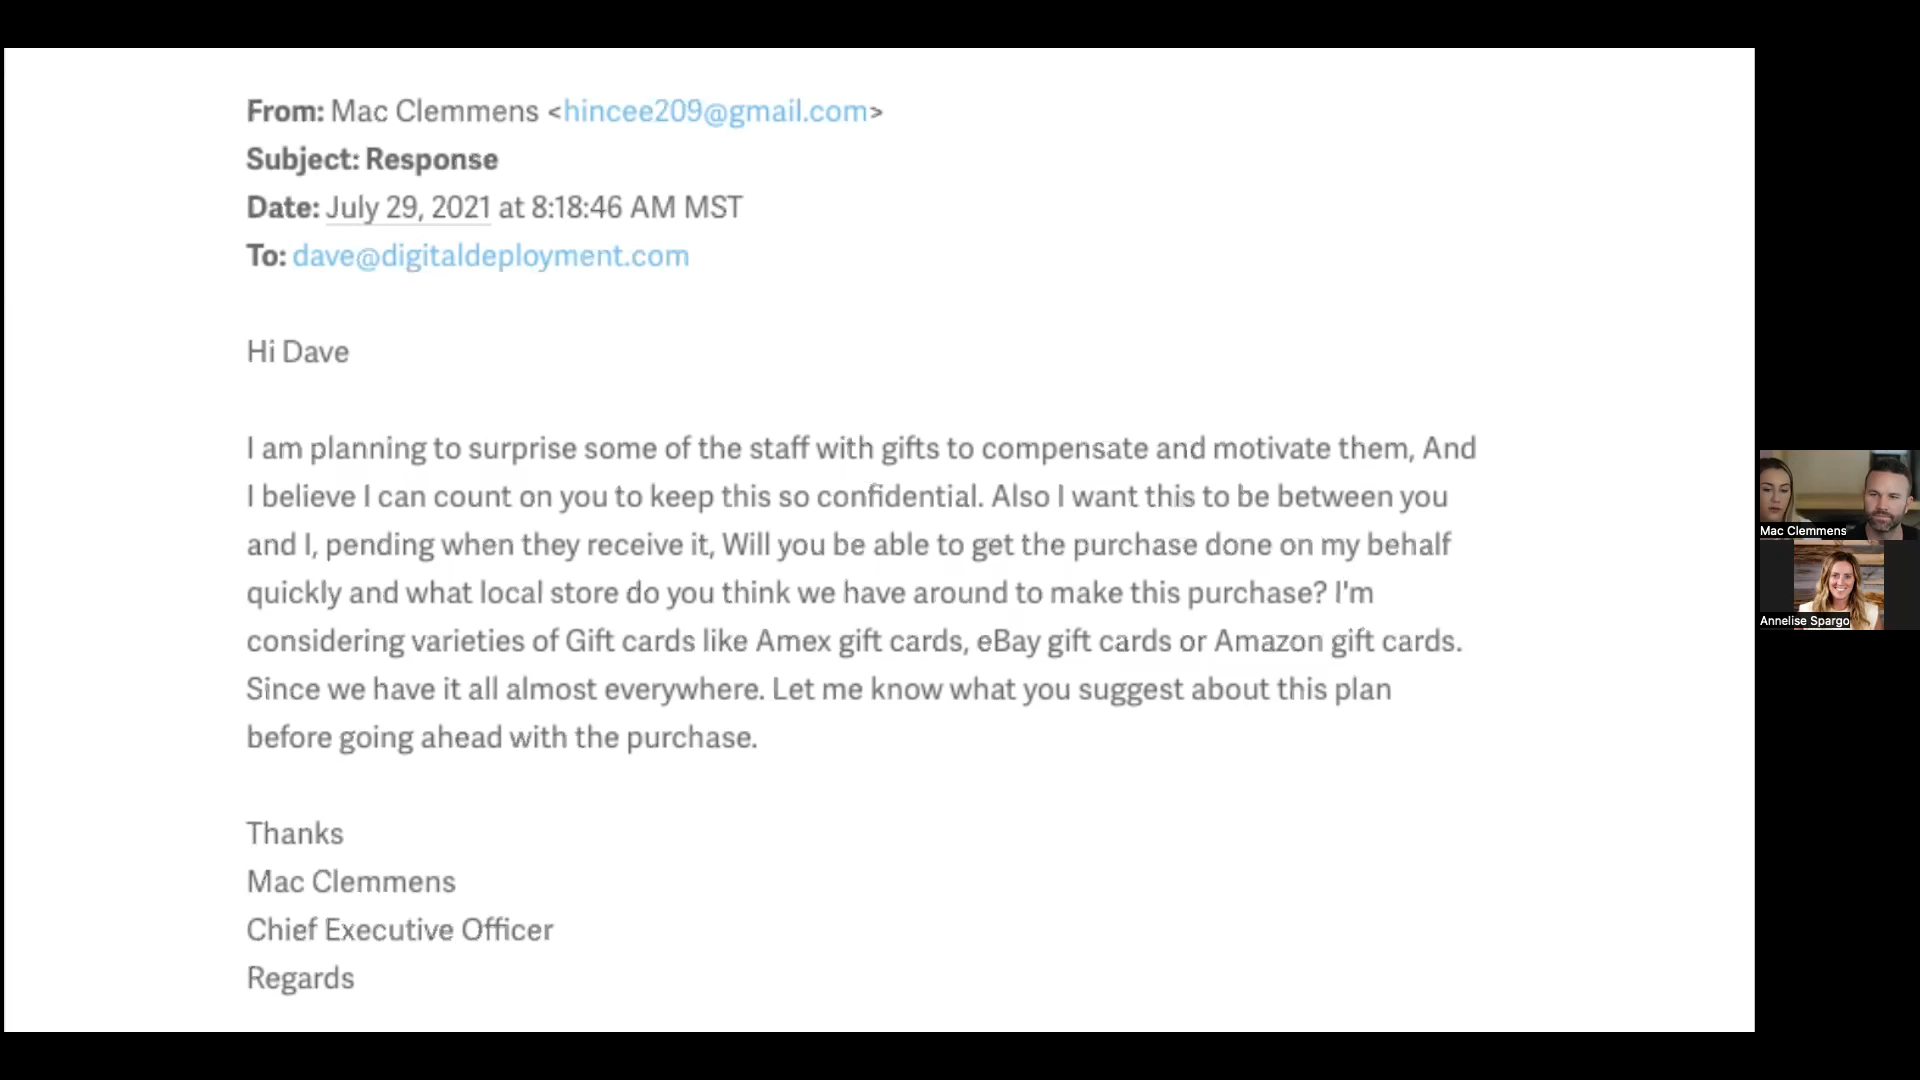 From: Mac Clemmens <hincee209@gmail.com>
Subject: Response
Date: July 29, 2021 at 8:18:46 AM MST
To: dave@digitaldeployment.com
Hi Dave
I am planning to surprise some of the staff with gifts to compensate and motivate them, And
I believe I can count on you to keep this so confidential. Also I want this to be between you
and I, pending when they receive it, Will you be able to get the purchase done on my behalf
quickly and what local store do you think we have around to make this purchase? I'm
considering varieties of Gift cards like Amex gift cards, eBay gift cards or Amazon gift cards.
Since we have it all almost everywhere. Let me know what you suggest about this plan
before going ahead with the purchase.
Thanks
Mac Clemmens
Chief Executive Officer
Regards
Mac Clemmens
Annelise Spargo